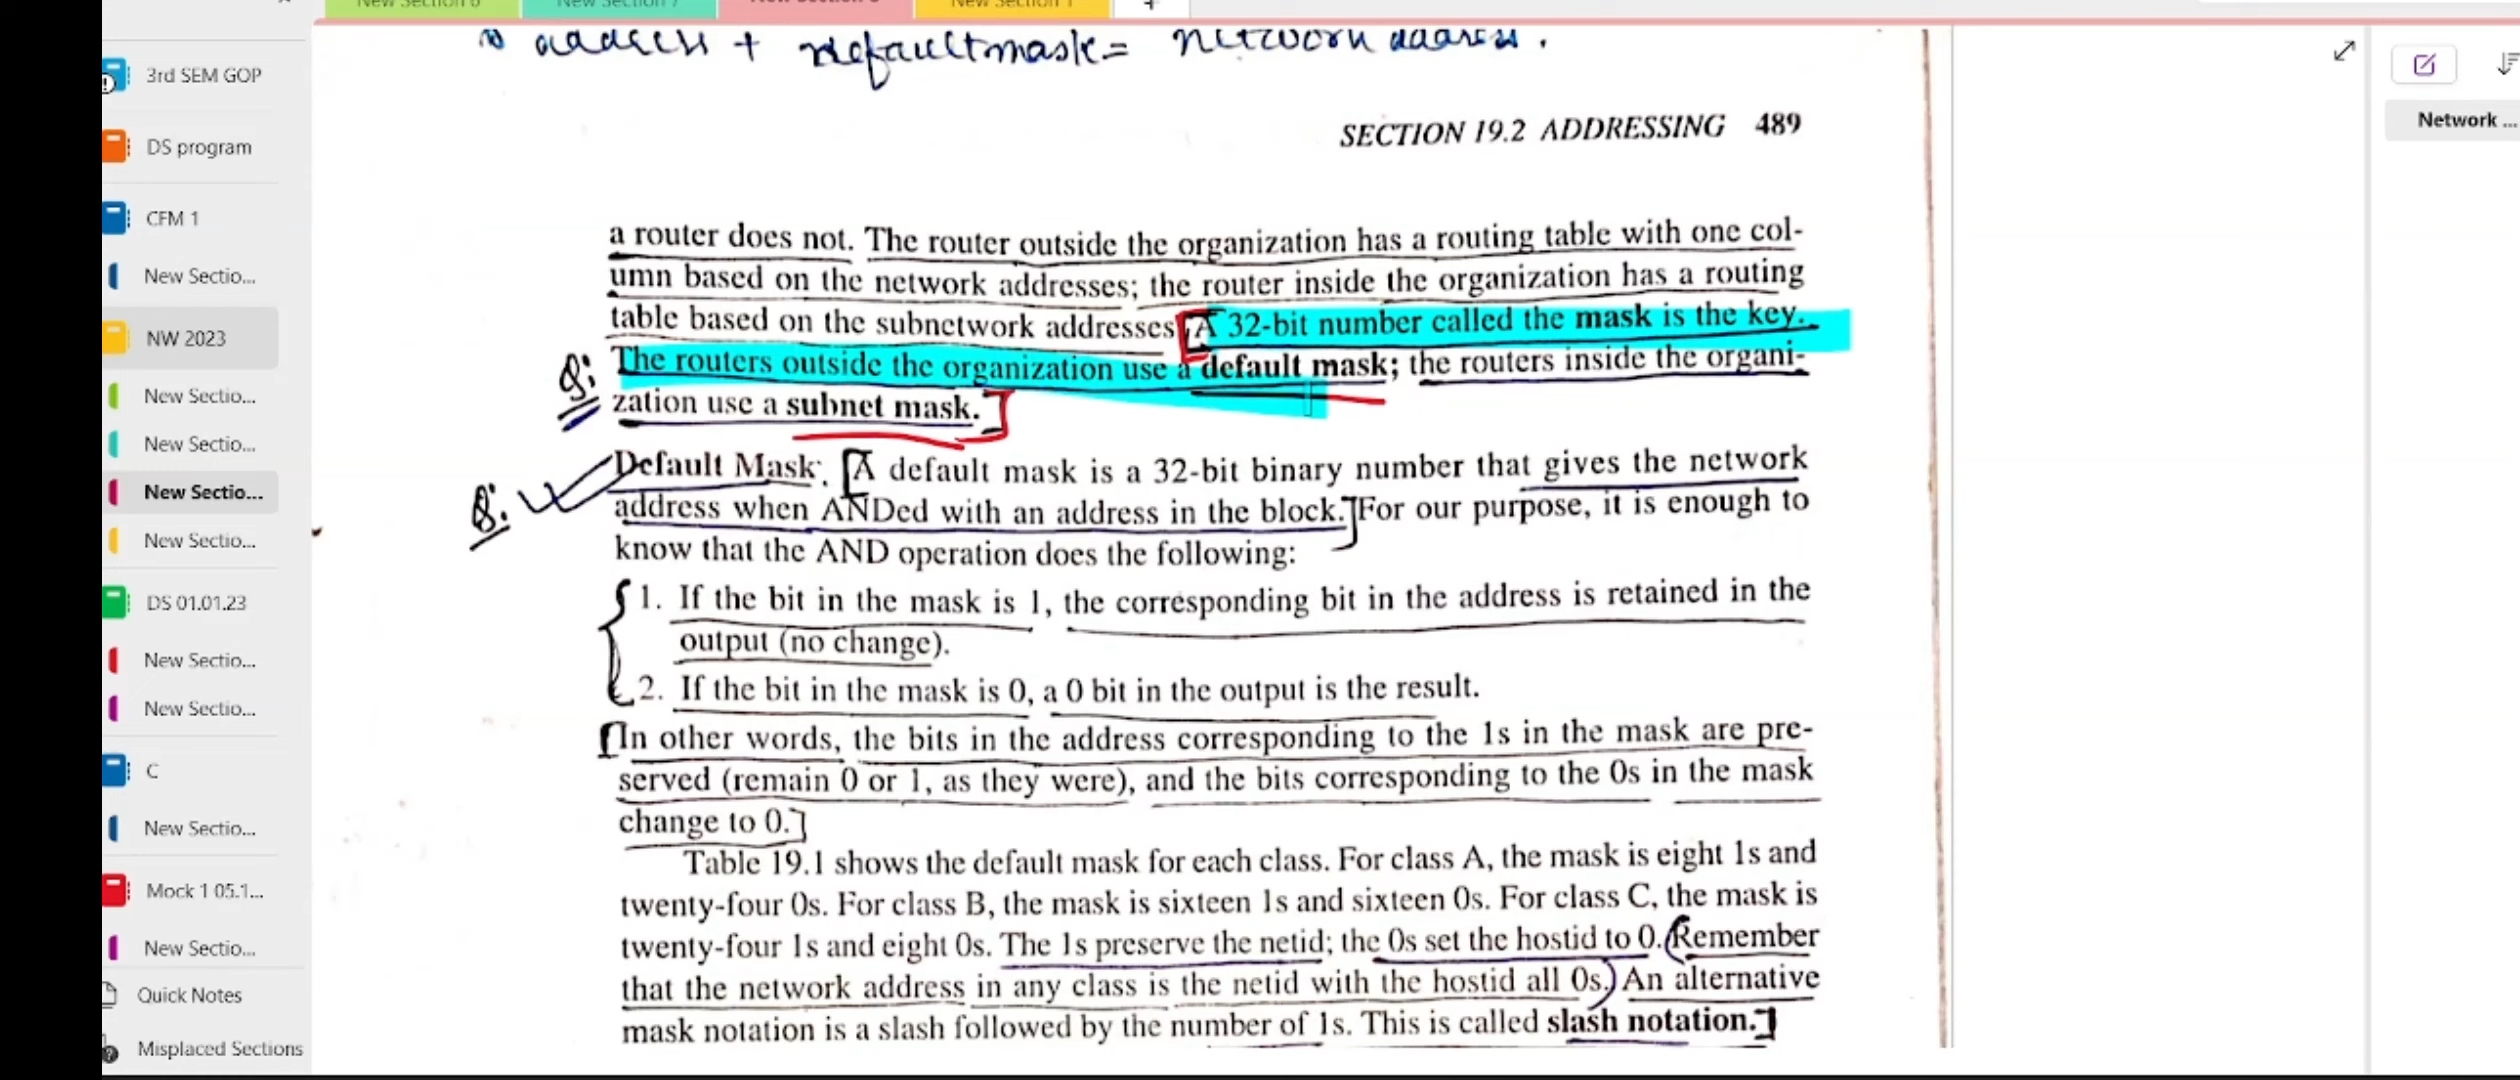 New Section 6
New Section 7
New Section 1
+
address + defaultmask = network address.
3rd SEM GOP
DS program
CFM 1
New Sectio...
NW 2023
New Sectio...
New Sectio...
New Sectio...
New Sectio...
DS 01.01.23
New Sectio...
New Sectio...
C
New Sectio...
Mock 1 05.1...
New Sectio...
Quick Notes
Misplaced Sections
SECTION 19.2 ADDRESSING 489
a router does not. The router outside the organization has a routing table with one col-
umn based on the network addresses; the router inside the organization has a routing
table based on the subnetwork addresses. [A 32-bit number called the mask is the key.
Q: The routers outside the organization use a default mask; the routers inside the organi-
zation use a subnet mask.]
Q: Default Mask: [A default mask is a 32-bit binary number that gives the network
address when ANDed with an address in the block.] For our purpose, it is enough to
know that the AND operation does the following:
1. If the bit in the mask is 1, the corresponding bit in the address is retained in the
output (no change).
2. If the bit in the mask is 0, a 0 bit in the output is the result.
[In other words, the bits in the address corresponding to the 1s in the mask are pre-
served (remain 0 or 1, as they were), and the bits corresponding to the 0s in the mask
change to 0.]
Table 19.1 shows the default mask for each class. For class A, the mask is eight 1s and
twenty-four 0s. For class B, the mask is sixteen 1s and sixteen 0s. For class C, the mask is
twenty-four 1s and eight 0s. The 1s preserve the netid; the 0s set the hostid to 0. (Remember
that the network address in any class is the netid with the hostid all 0s.) An alternative
mask notation is a slash followed by the number of 1s. This is called slash notation.]
Network ...